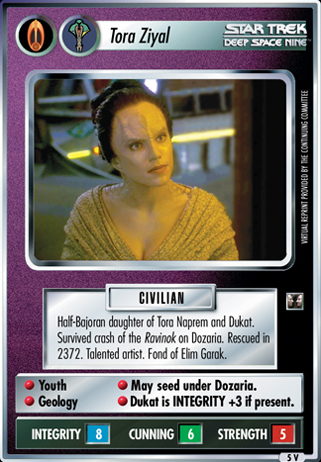 Tora Ziyal
STAR TREK
DEEP SPACE NINE
VIRTUAL REPRINT PROVIDED BY THE CONTINUING COMMITTEE
CIVILIAN
Half-Bajoran daughter of Tora Naprem and Dukat.
Survived crash of the Ravinok on Dozaria. Rescued in
2372. Talented artist. Fond of Elim Garak.
Youth
May seed under Dozaria.
Geology
Dukat is INTEGRITY +3 if present.
INTEGRITY 8 CUNNING 6 STRENGTH 5
5 V